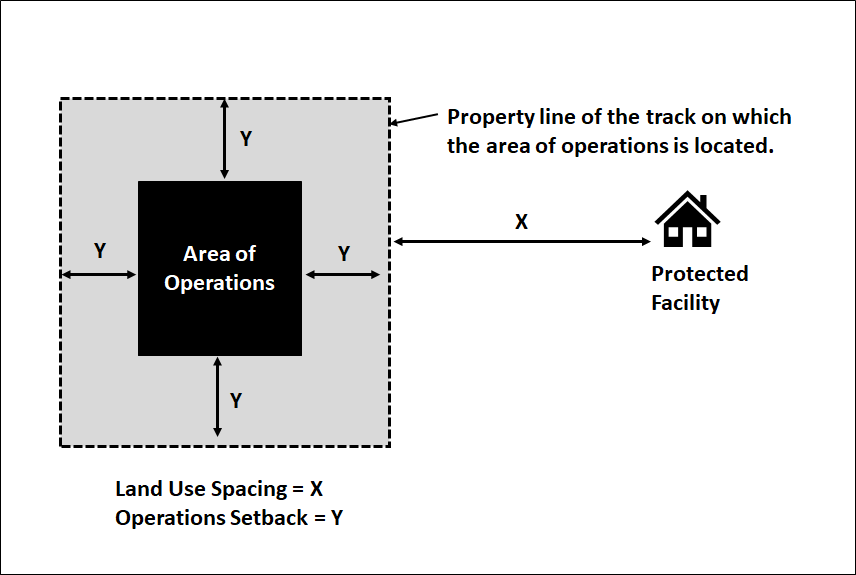 Property line of the track on which
the area of operations is located.
Y
X
Y
Area of
Operations
Y
Protected
Facility
Y
Land Use Spacing = X
Operations Setback = Y